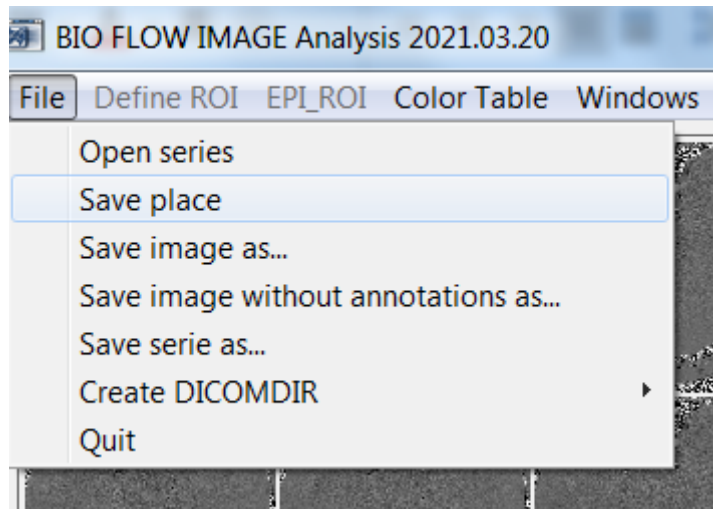 BIO FLOW IMAGE Analysis 2021.03.20
File Define ROI EPI_ROI Color Table Windows
Open series
Save place
Save image as...
Save image without annotations as...
Save serie as...
Create DICOMDIR
Quit